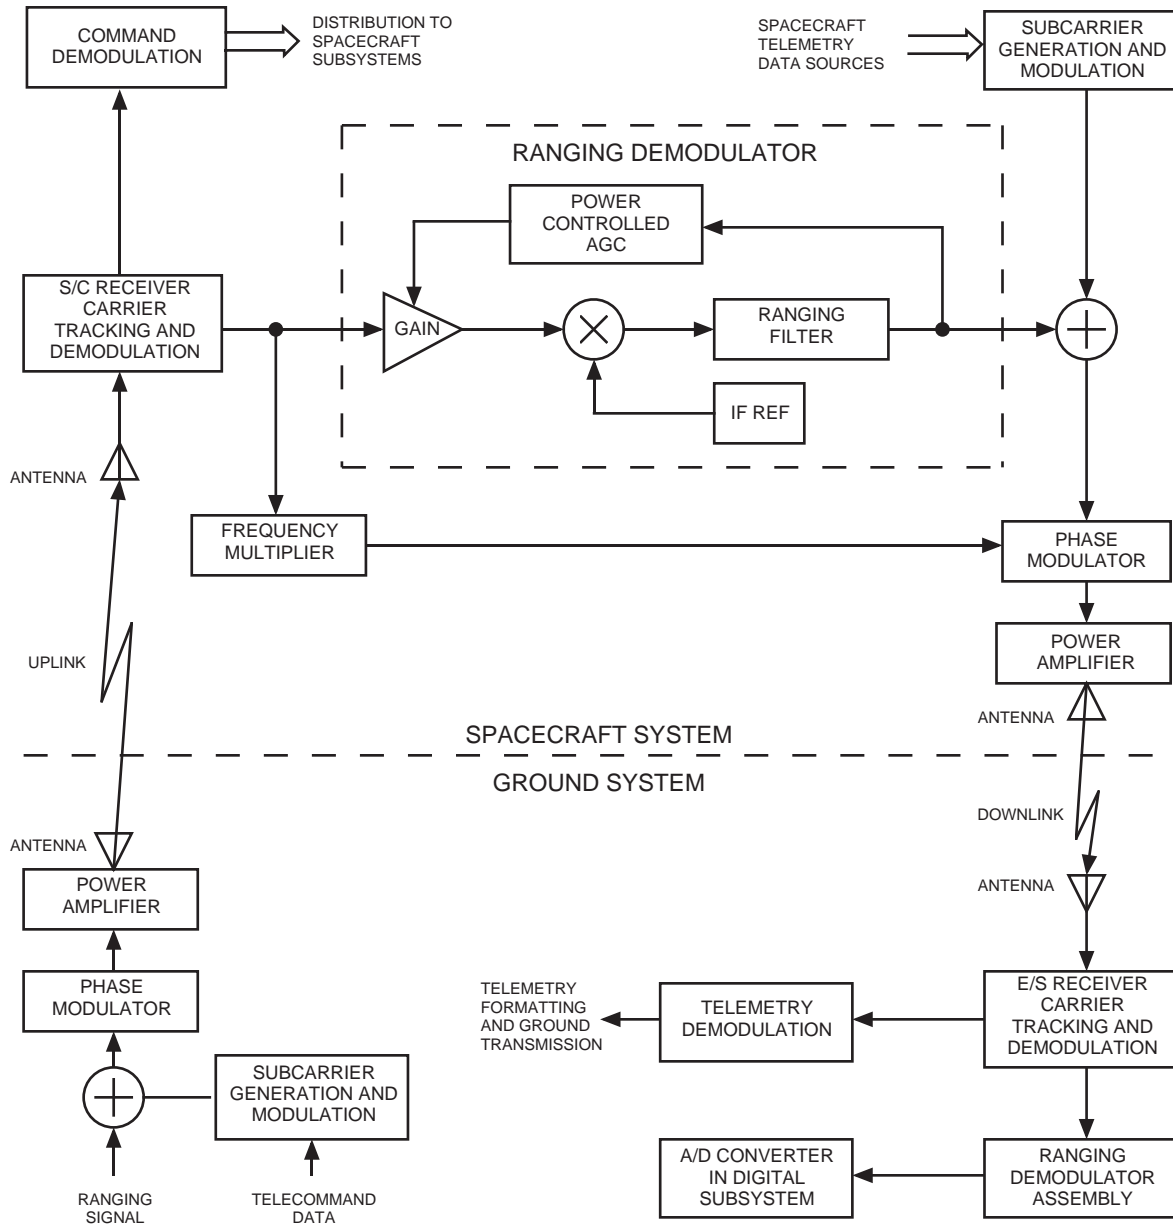 COMMAND
DEMODULATION
DISTRIBUTION TO
SPACECRAFT
SUBSYSTEMS
SPACECRAFT
TELEMETRY
DATA SOURCES
SUBCARRIER
GENERATION AND
MODULATION
RANGING DEMODULATOR
POWER
CONTROLLED
AGC
S/C RECEIVER
CARRIER
TRACKING AND
DEMODULATION
GAIN
RANGING
FILTER
IF REF
ANTENNA
FREQUENCY
MULTIPLIER
PHASE
MODULATOR
UPLINK
POWER
AMPLIFIER
ANTENNA
SPACECRAFT SYSTEM
GROUND SYSTEM
DOWNLINK
ANTENNA
POWER
AMPLIFIER
ANTENNA
PHASE
MODULATOR
TELEMETRY
FORMATTING
AND GROUND
TRANSMISSION
TELEMETRY
DEMODULATION
E/S RECEIVER
CARRIER
TRACKING AND
DEMODULATION
SUBCARRIER
GENERATION AND
MODULATION
A/D CONVERTER
IN DIGITAL
SUBSYSTEM
RANGING
DEMODULATOR
ASSEMBLY
RANGING
SIGNAL
TELECOMMAND
DATA